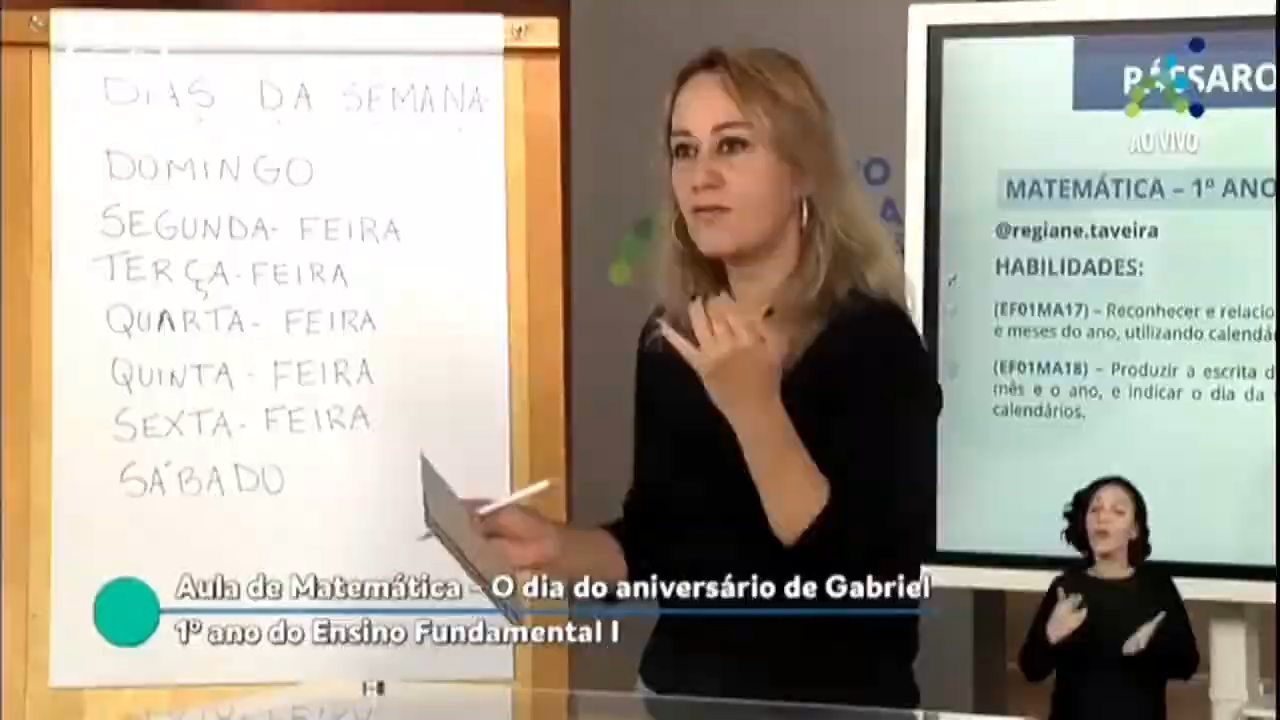 DIAS DA SEMANA
DOMINGO
SEGUNDA-FEIRA
TERÇA-FEIRA
QUARTA- FEIRA
QUINTA - FEIRA
SEXTA- FEIRA
SÁBADO
AO VIVO
MATEMÁTICA – 1º ANO
@regiane.taveira
HABILIDADES:
(EF01MA17) – Reconhecer e relacio
e meses do ano, utilizando calendá
(EF01MA18) – Produzir a escrita d
mês e o ano, e indicar o dia da
calendários.
Aula de Matemática - O dia do aniversário de Gabriel
1º ano do Ensino Fundamental I